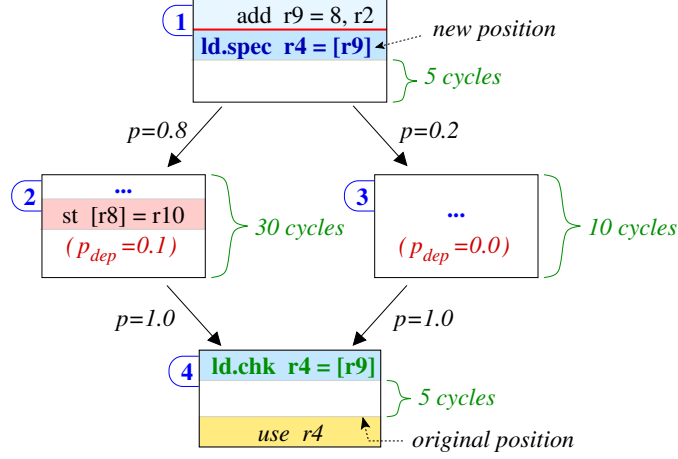 1
add r9 = 8, r2
ld.spec r4 = [r9]
new position
5 cycles
p=0.8
p=0.2
2
...
st [r8] = r10
(p_dep=0.1)
30 cycles
3
...
(p_dep=0.0)
10 cycles
p=1.0
p=1.0
4
ld.chk r4 = [r9]
5 cycles
use r4
original position